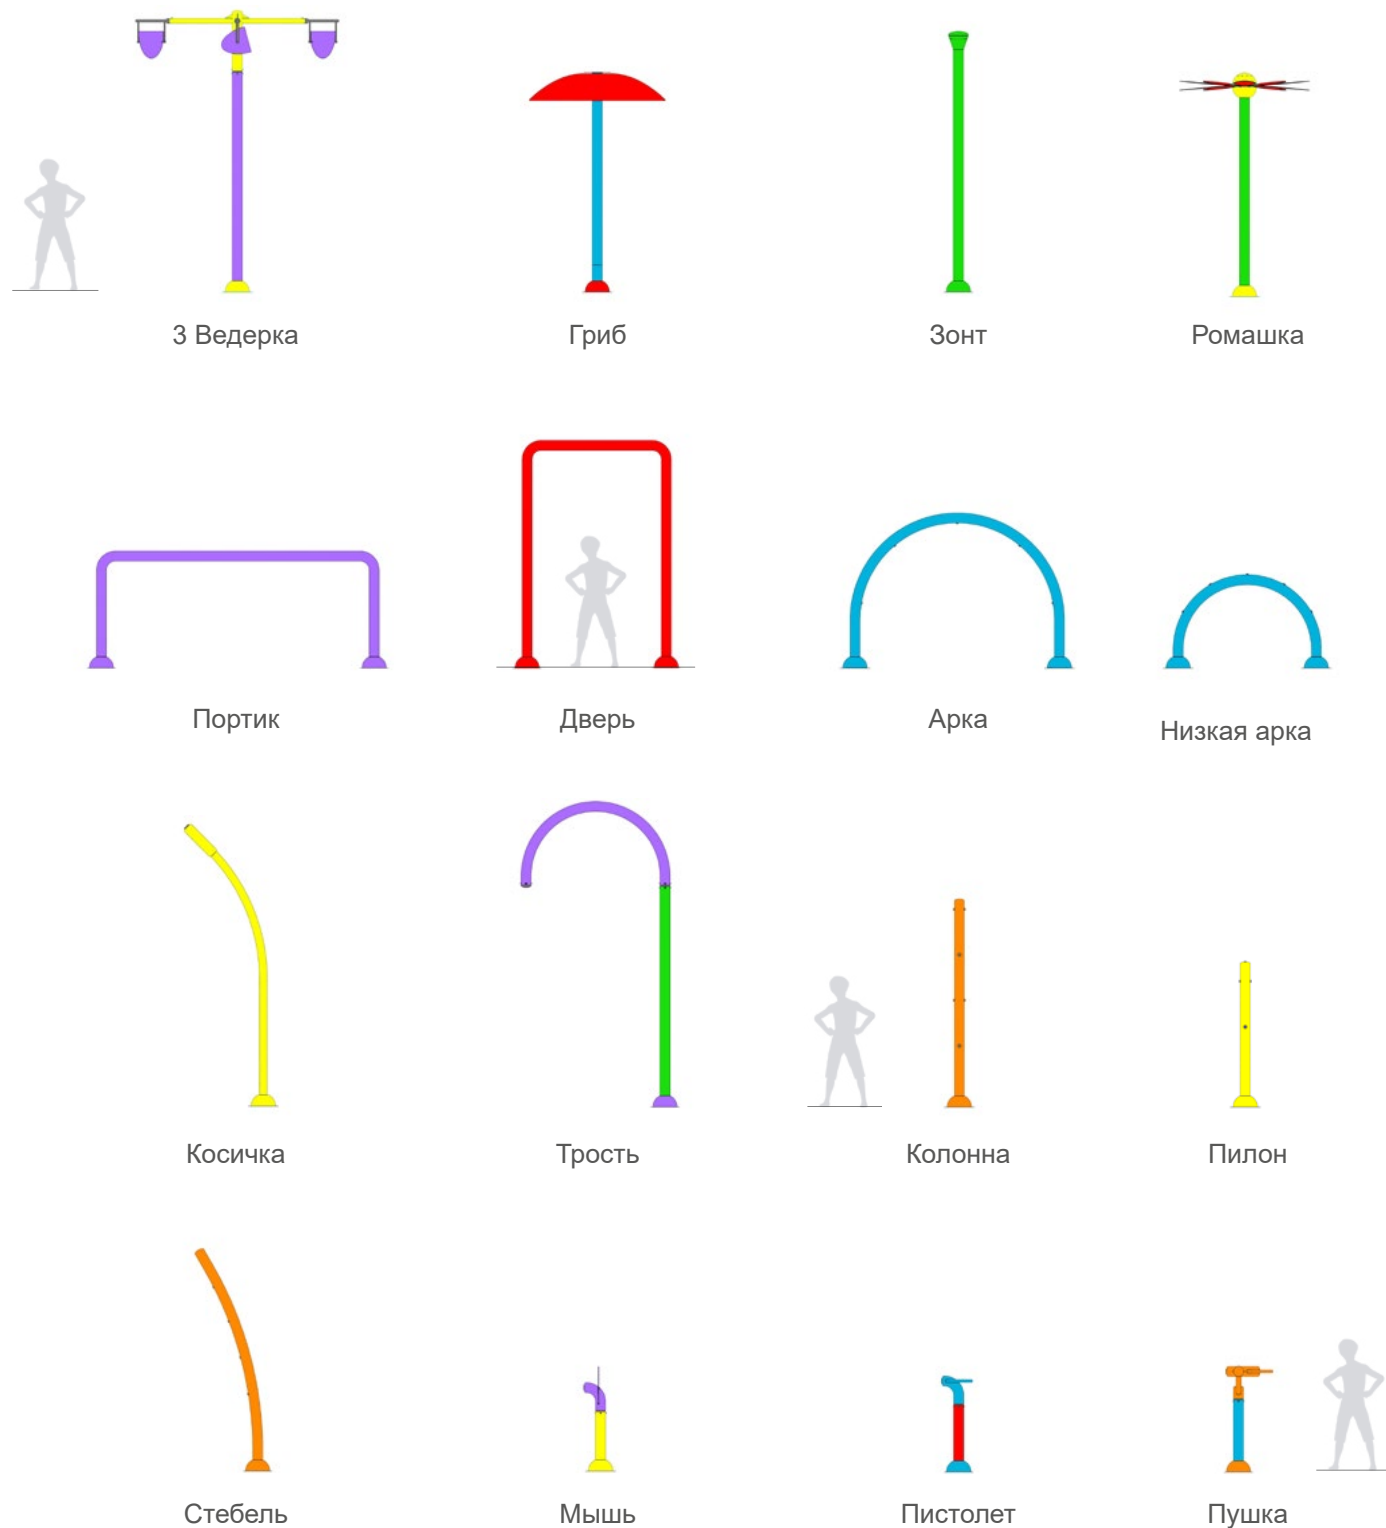 3 Ведерка
Гриб
Зонт
Ромашка
Портик
Дверь
Арка
Низкая арка
Косичка
Трость
Колонна
Пилон
Стебель
Мышь
Пистолет
Пушка